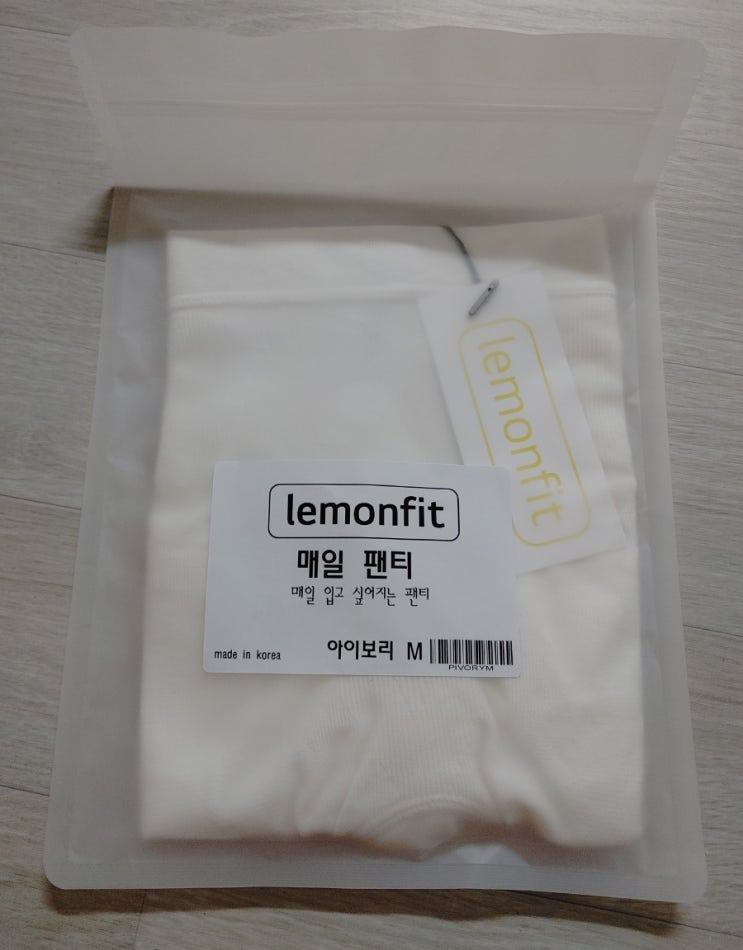 lemonfit
lemonfit
매일 팬티
매일 입고 싶어지는 팬티
made in korea
아이보리 M
PIVORYM